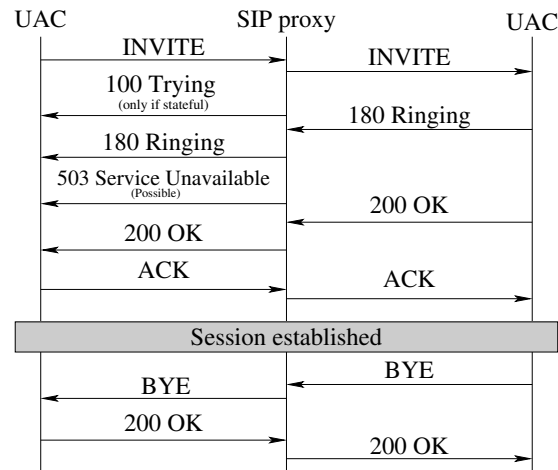 UAC
SIP proxy
UAC
INVITE
INVITE
100 Trying
(only if stateful)
180 Ringing
180 Ringing
503 Service Unavailable
(Possible)
200 OK
200 OK
ACK
ACK
Session established
BYE
BYE
200 OK
200 OK